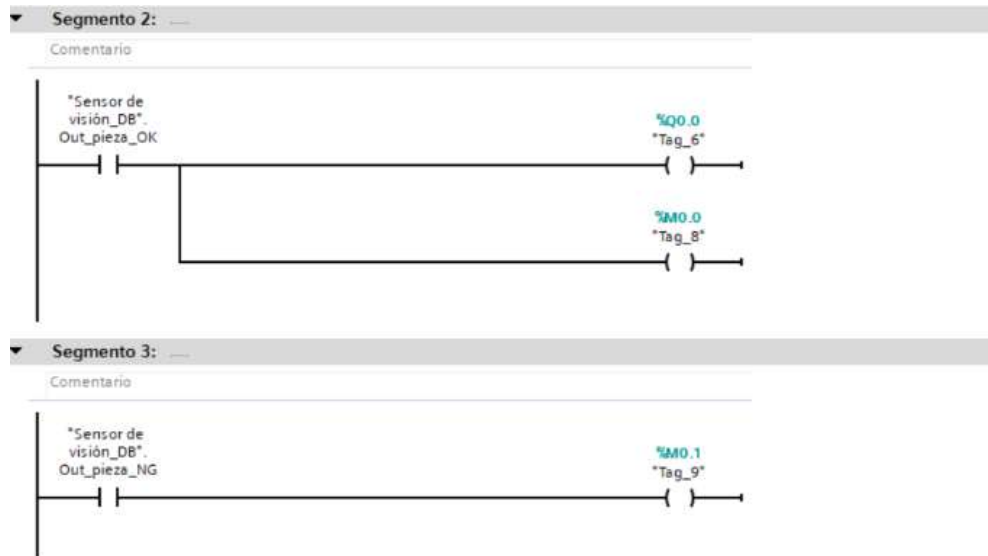 Segmento 2: ....
Comentario
"Sensor de
visión_DB".
Out_pieza_OK
%Q0.0
"Tag_6"
%M0.0
"Tag_8"
Segmento 3: ....
Comentario
"Sensor de
visión_DB".
Out_pieza_NG
%M0.1
"Tag_9"